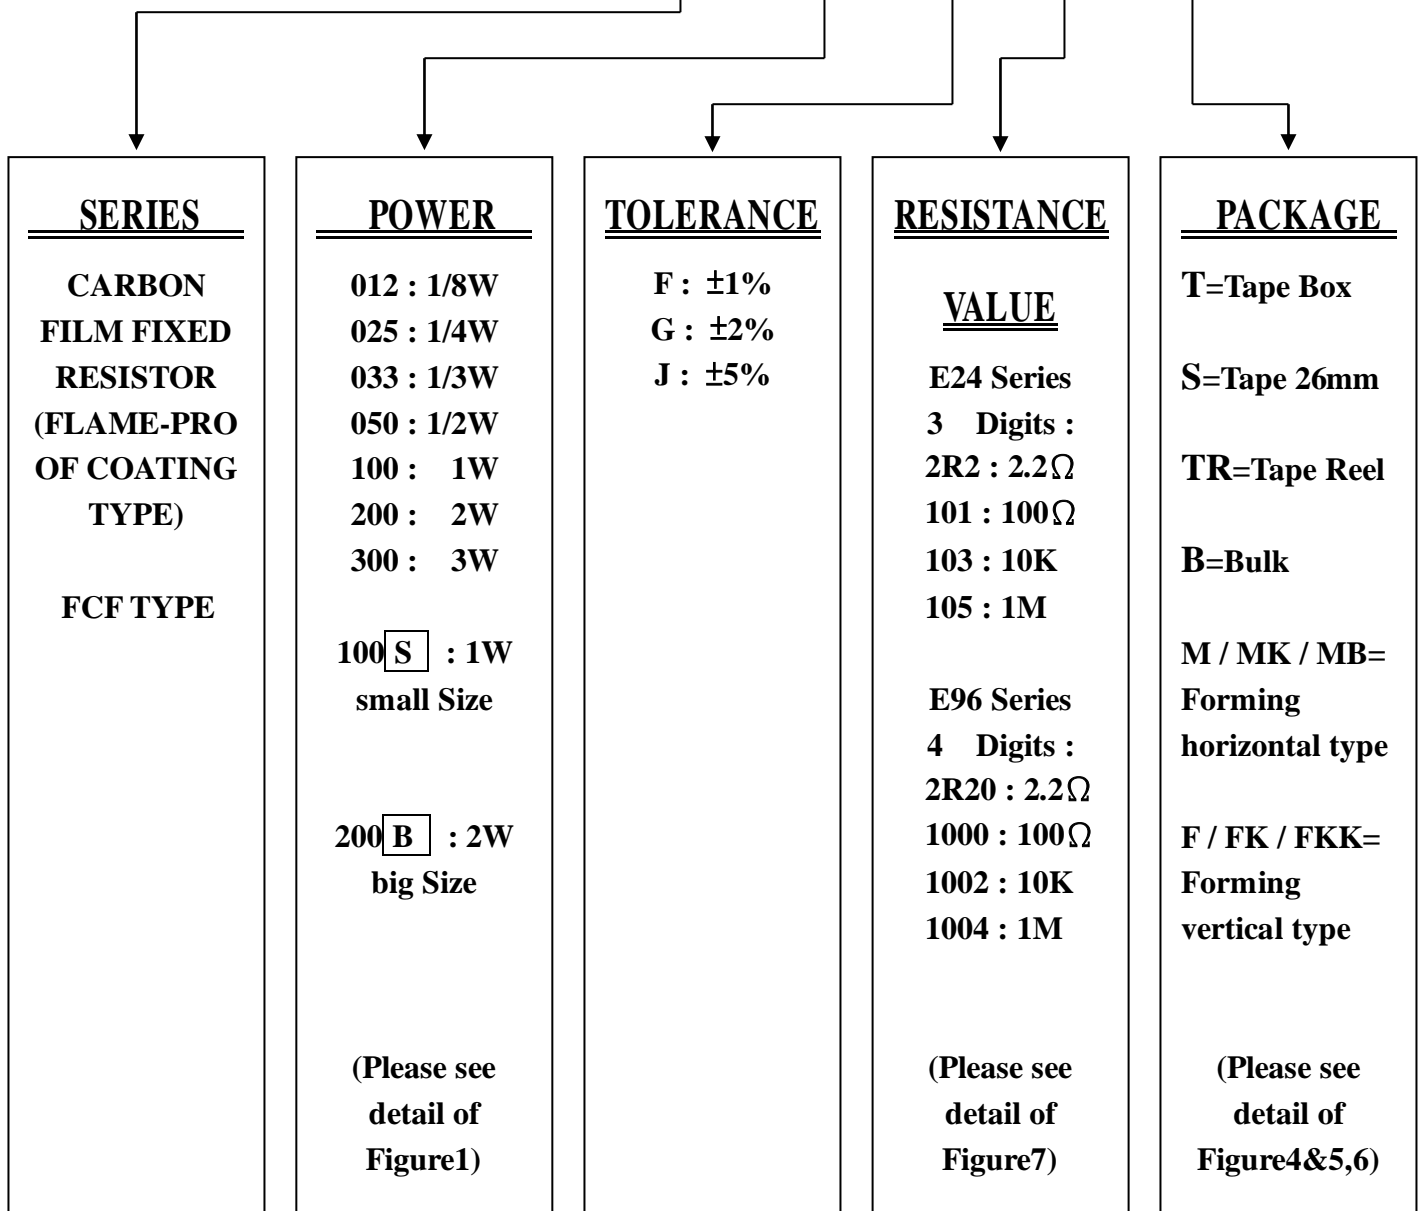 SERIES
CARBON
FILM FIXED
RESISTOR
(FLAME-PRO
OF COATING
TYPE)
FCF TYPE
POWER
012 : 1/8W
025 : 1/4W
033 : 1/3W
050 : 1/2W
100 : 1W
200 : 2W
300 : 3W
100 S : 1W
small Size
200 B : 2W
big Size
(Please see
detail of
Figure1)
TOLERANCE
F : ±1%
G : ±2%
J : ±5%
RESISTANCE
VALUE
E24 Series
3 Digits :
2R2 : 2.2Ω
101 : 100Ω
103 : 10K
105 : 1M
E96 Series
4 Digits :
2R20 : 2.2Ω
1000 : 100Ω
1002 : 10K
1004 : 1M
(Please see
detail of
Figure7)
PACKAGE
T=Tape Box
S=Tape 26mm
TR=Tape Reel
B=Bulk
M / MK / MB=
Forming
horizontal type
F / FK / FKK=
Forming
vertical type
(Please see
detail of
Figure4&5,6)